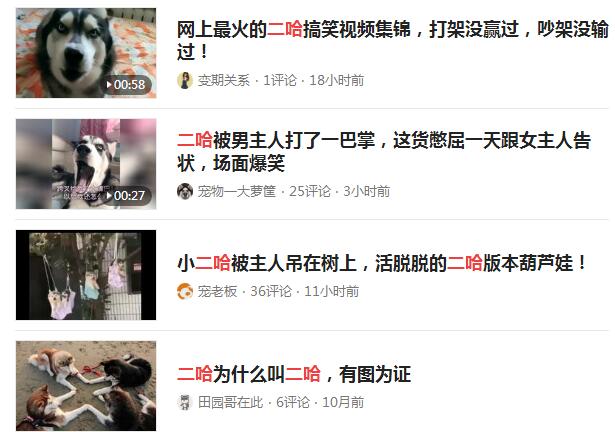 网上最火的二哈搞笑视频集锦，打架没赢过，吵架没输
过！
00:58
变期关系 · 1评论 · 18小时前
二哈被男主人打了一巴掌，这货憋屈一天跟女主人告
状，场面爆笑
00:27
宠物一大萝筐 · 25评论 · 3小时前
小二哈被主人吊在树上，活脱脱的二哈版本葫芦娃！
宠老板 · 36评论 · 11小时前
二哈为什么叫二哈，有图为证
田园哥在此 · 6评论 · 10月前